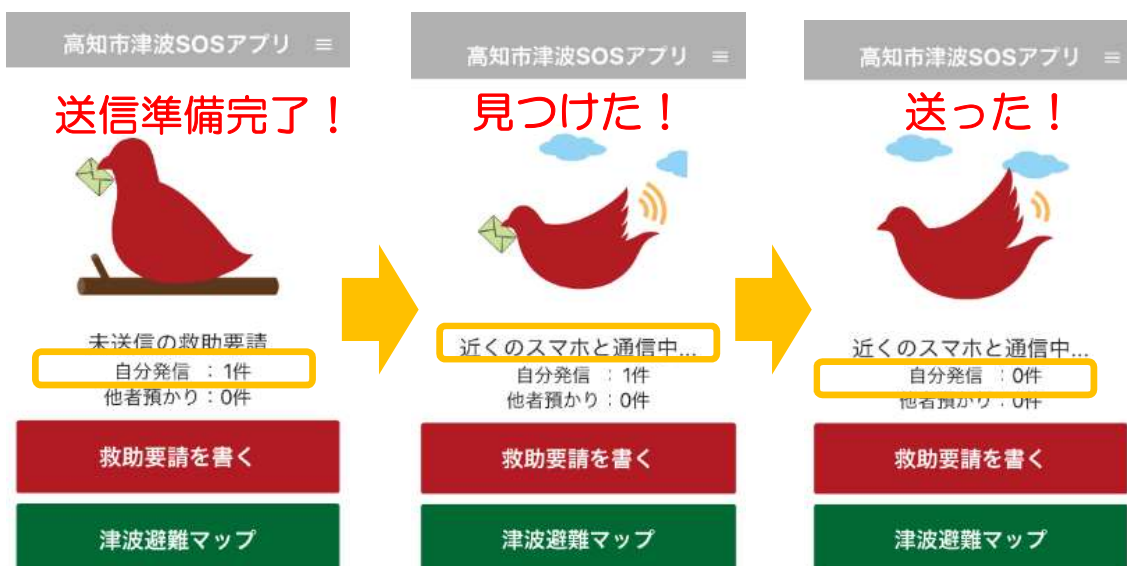 高知市津波SOSアプリ ≡
送信準備完了!
未送信の救助要請
自分発信 : 1件
他者預かり : 0件
救助要請を書く
津波避難マップ
高知市津波SOSアプリ ≡
見つけた!
近くのスマホと通信中...
自分発信 : 1件
他者預かり : 0件
救助要請を書く
津波避難マップ
高知市津波SOSアプリ ≡
送った!
近くのスマホと通信中...
自分発信 : 0件
他者預かり : 0件
救助要請を書く
津波避難マップ